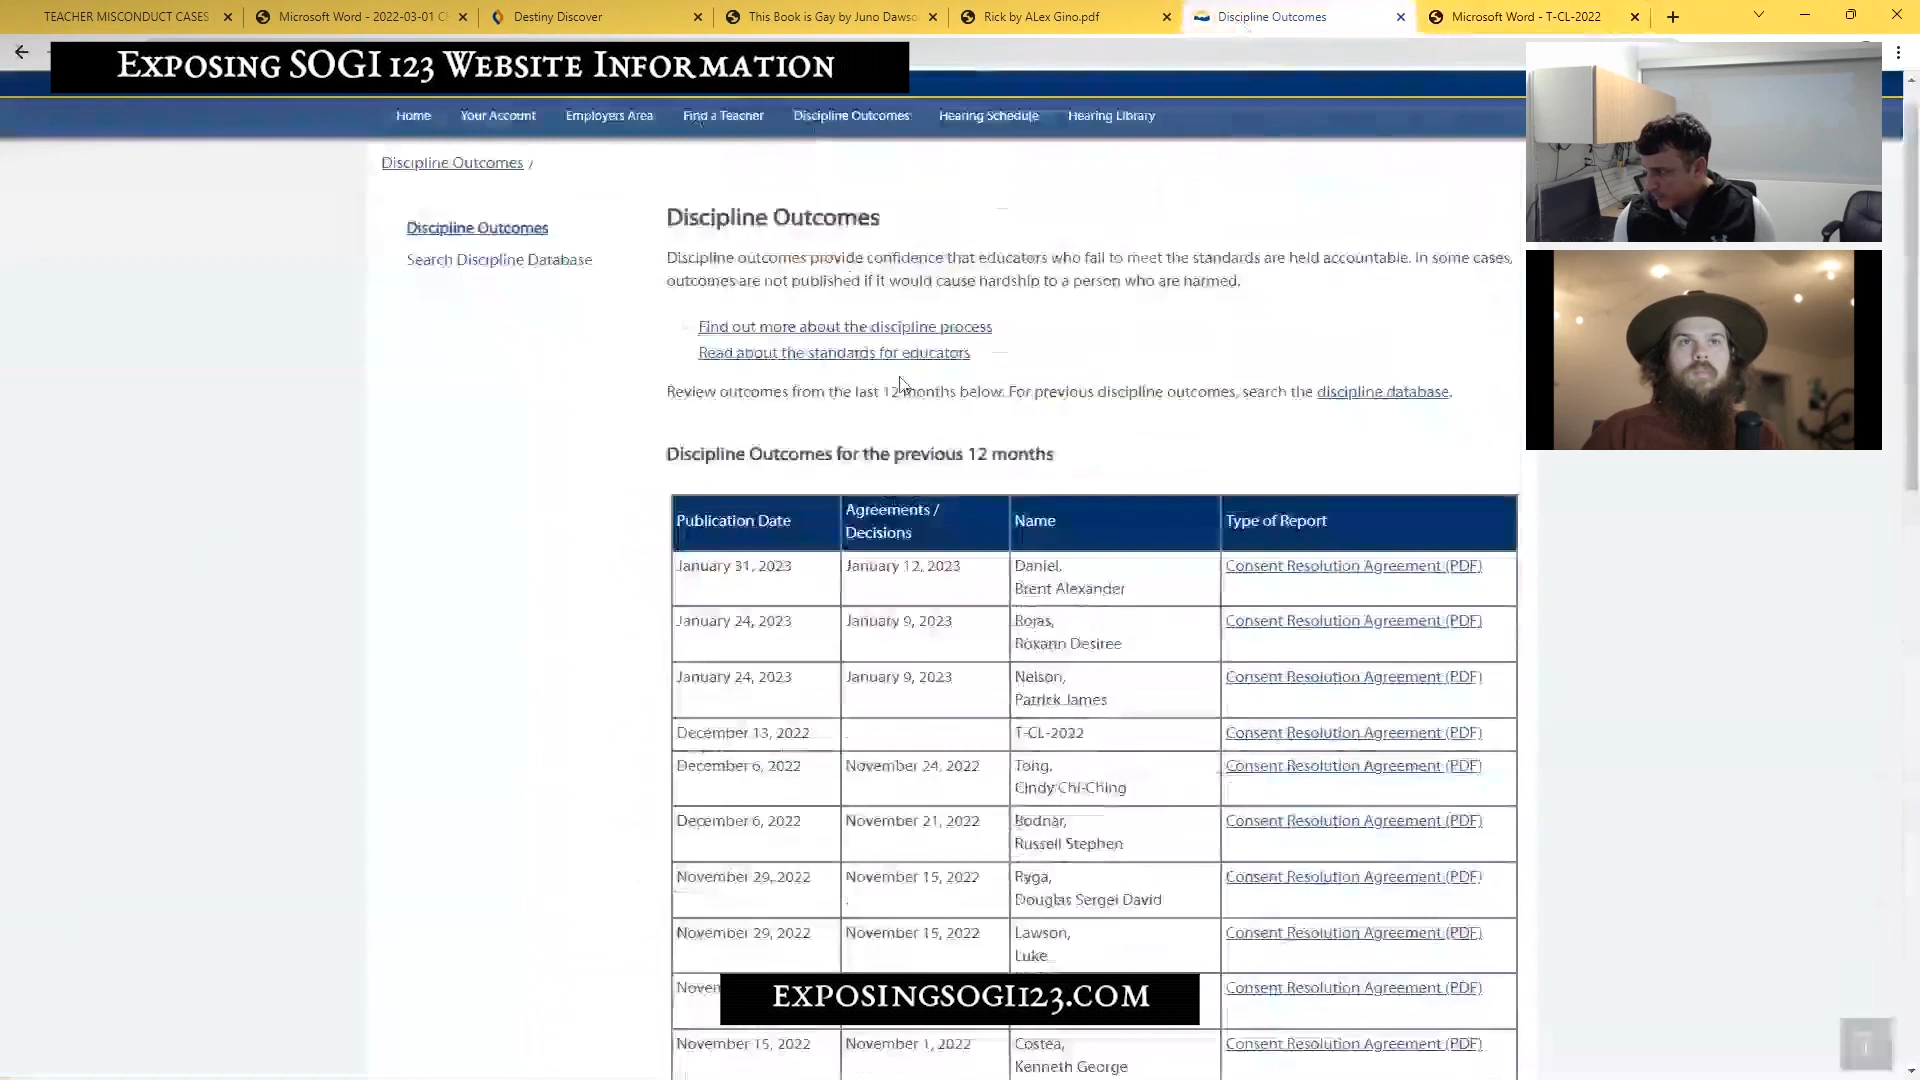 TEACHER MISCONDUCT CASES
Microsoft Word - 2022-03-01 C
Destiny Discover
This Book is Gay by Juno Daws
Rick by ALex Gino.pdf
Discipline Outcomes
Microsoft Word - T-CL-2022
Exposing SOGI 123 Website Information
Home Your Account Employers Area Find a Teacher Discipline Outcomes Hearing Schedule Hearing Library
Discipline Outcomes /
Discipline Outcomes
Search Discipline Database
Discipline Outcomes
Discipline outcomes provide confidence that educators who fail to meet the standards are held accountable. In some cases,
outcomes are not published if it would cause hardship to a person who are harmed.
Find out more about the discipline process
Read about the standards for educators
Review outcomes from the last 12 months below. For previous discipline outcomes, search the discipline database.
Discipline Outcomes for the previous 12 months
Publication Date Agreements / Decisions Name Type of Report
January 31, 2023 January 12, 2023 Daniel, Consent Resolution Agreement (PDF)
Brent Alexander
January 24, 2023 January 9, 2023 Consent Resolution Agreement (PDF)
Roxann Desiree
January 24, 2023 January 9, 2023 Nelson, Consent Resolution Agreement (PDF)
Patrick James
December 13, 2022 T-CL-2022 Consent Resolution Agreement (PDF)
December 6, 2022 November 24, 2022 Tong, Consent Resolution Agreement (PDF)
Cindy Chi-Ching
December 6, 2022 November 21, 2022 Bodnar, Consent Resolution Agreement (PDF)
Russell Stephen
November 29, 2022 November 15, 2022 Ryga, Consent Resolution Agreement (PDF)
Douglas Sergei David
November 29, 2022 November 15, 2022 Lawson, Consent Resolution Agreement (PDF)
Luke
Novem Consent Resolution Agreement (PDF)
exposingsogi123.com
November 15, 2022 November 1, 2022 Costea, Consent Resolution Agreement (PDF)
Kenneth George